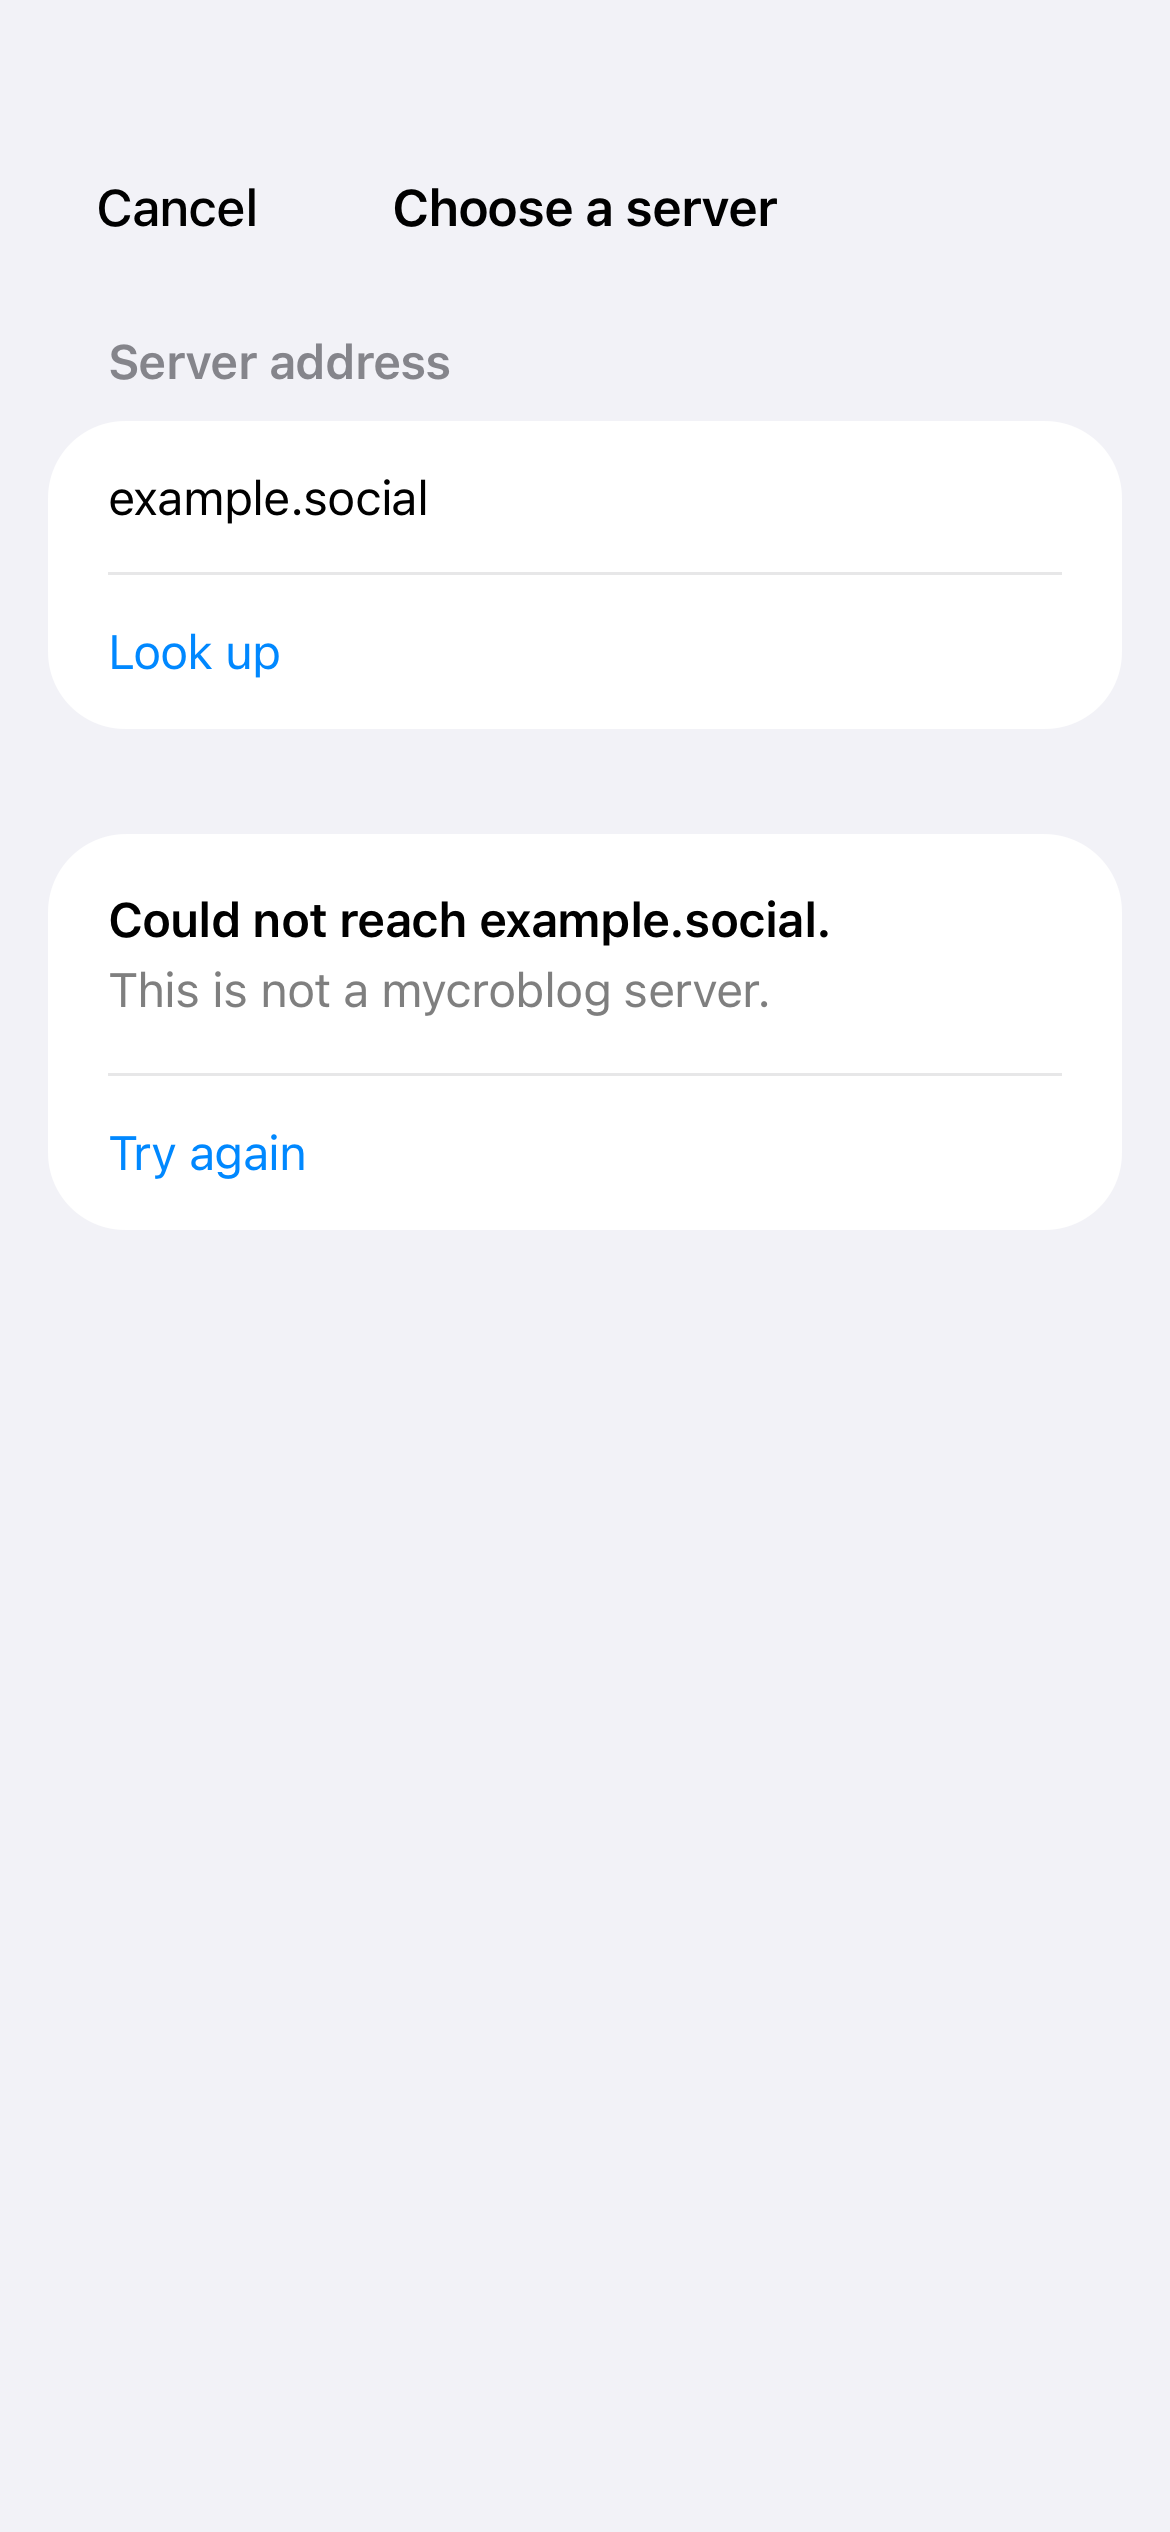 Cancel
Choose a server
Server address
example.social
Look up
Could not reach example.social.
This is not a mycroblog server.
Try again